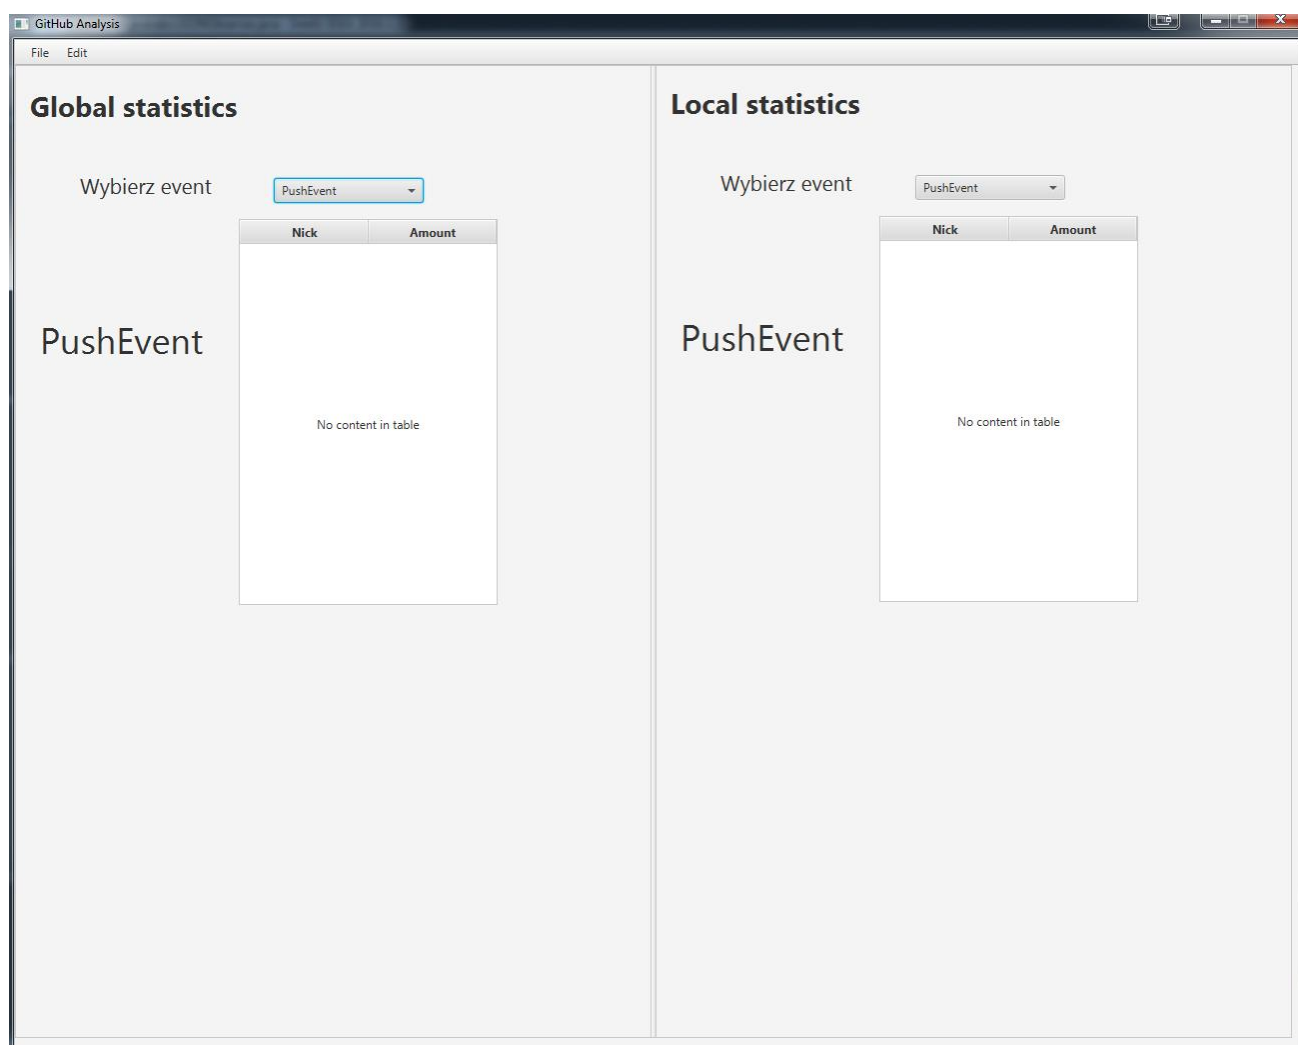 GitHub Analysis
File Edit
Global statistics
Wybierz event
PushEvent
Nick Amount
PushEvent
No content in table
Local statistics
Wybierz event
PushEvent
Nick Amount
PushEvent
No content in table